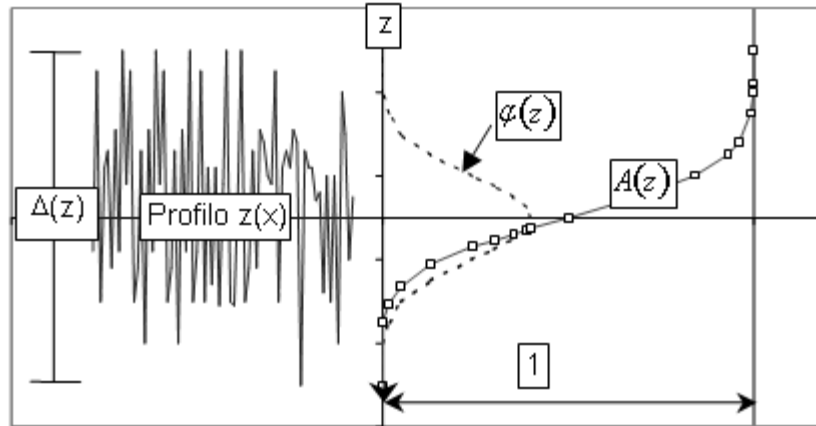 z
φ(z)
A(z)
Δ(z)
Profilo z(x)
1